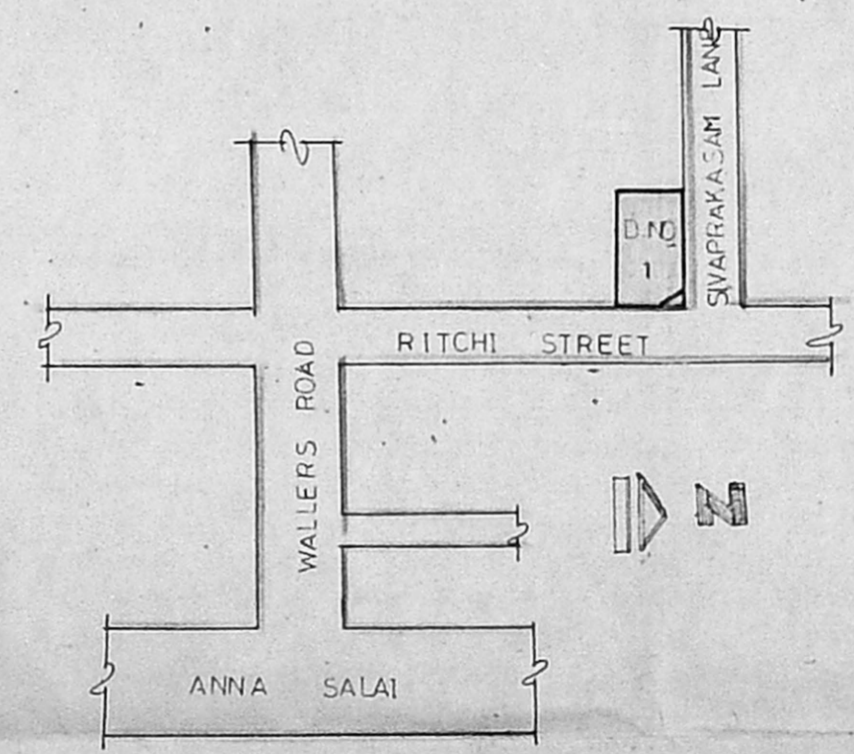 SIVAPRAKASAM LANE
D.NO.
1
RITCHI STREET
WALLERS ROAD
N
ANNA SALAI